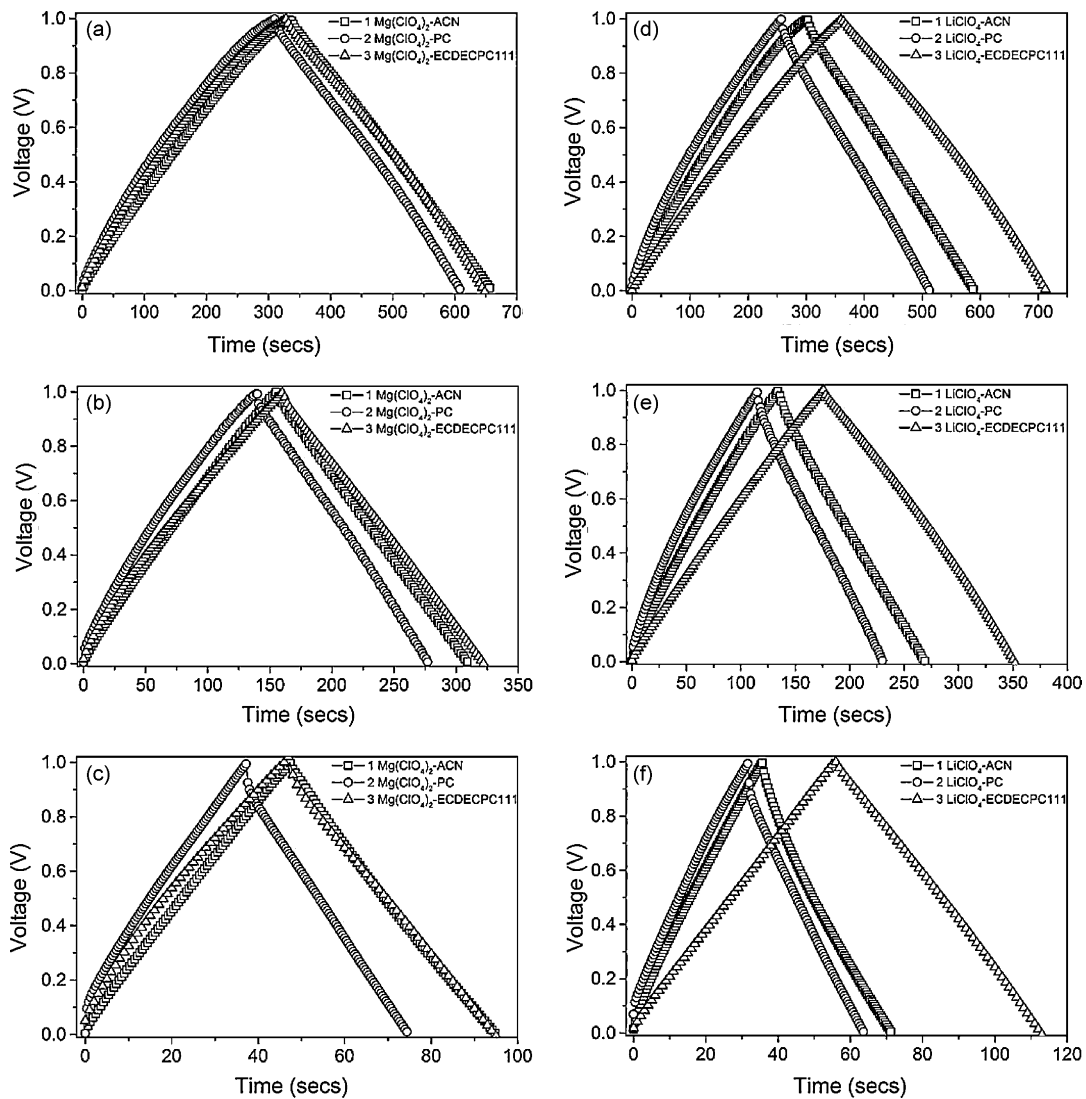 (a)
1 Mg(ClO₄)₂-ACN
2 Mg(ClO₄)₂-PC
3 Mg(ClO₄)₂-ECDECPC111
Voltage (V)
1.0
0.8
0.6
0.4
0.2
0.0
0 100 200 300 400 500 600 70
Time (secs)
(d)
1 LiClO₄-ACN
2 LiClO₄-PC
3 LiClO₄-ECDECPC111
Voltage (V)
1.0
0.8
0.6
0.4
0.2
0.0
0 100 200 300 400 500 600 700
Time (secs)
(b)
1 Mg(ClO₄)₂-ACN
2 Mg(ClO₄)₂-PC
3 Mg(ClO₄)₂-ECDECPC111
Voltage (V)
1.0
0.8
0.6
0.4
0.2
0.0
0 50 100 150 200 250 300 350
Time (secs)
(e)
1 LiClO₄-ACN
2 LiClO₄-PC
3 LiClO₄-ECDECPC111
Voltage (V)
1.0
0.8
0.6
0.4
0.2
0.0
0 50 100 150 200 250 300 350 400
Time (secs)
(c)
1 Mg(ClO₄)₂-ACN
2 Mg(ClO₄)₂-PC
3 Mg(ClO₄)₂-ECDECPC111
Voltage (V)
1.0
0.8
0.6
0.4
0.2
0.0
0 20 40 60 80 100
Time (secs)
(f)
1 LiClO₄-ACN
2 LiClO₄-PC
3 LiClO₄-ECDECPC111
Voltage (V)
1.0
0.8
0.6
0.4
0.2
0.0
0 20 40 60 80 100 120
Time (secs)